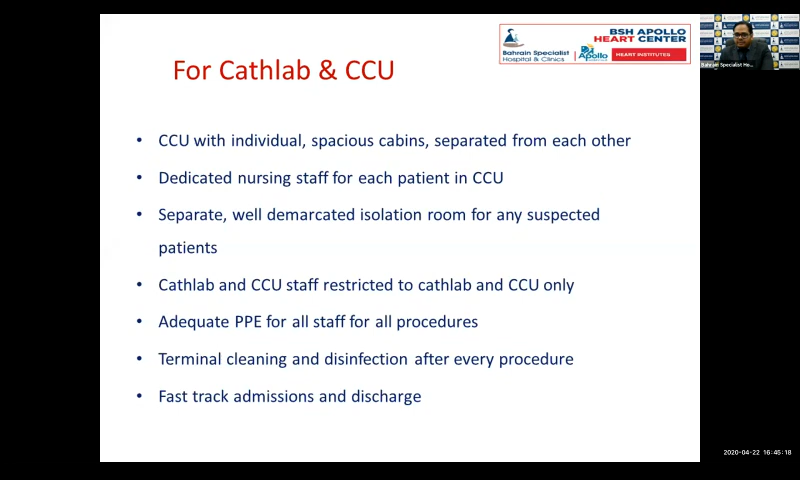 BSH APOLLO
HEART CENTER
Bahrain Specialist
Hospital & Clinics
Apollo
HEART INSTITUTES
Bahrain Specialist Ho...
For Cathlab & CCU
• CCU with individual, spacious cabins, separated from each other
• Dedicated nursing staff for each patient in CCU
• Separate, well demarcated isolation room for any suspected
patients
• Cathlab and CCU staff restricted to cathlab and CCU only
• Adequate PPE for all staff for all procedures
• Terminal cleaning and disinfection after every procedure
• Fast track admissions and discharge
2020-04-22 16:45:18